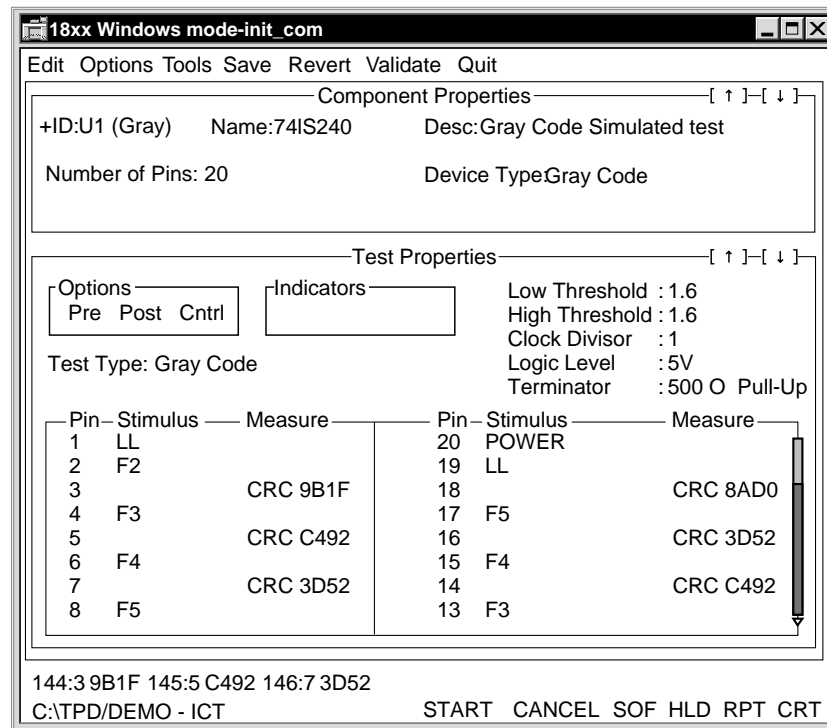 18xx Windows mode-init_com
Edit Options Tools Save Revert Validate Quit
Component Properties [ ↑ ]–[ ↓ ]
+ID:U1 (Gray) Name:74lS240 Desc:Gray Code Simulated test
Number of Pins: 20 Device Type:Gray Code
Test Properties [ ↑ ]–[ ↓ ]
Options Indicators Low Threshold : 1.6
Pre Post Cntrl High Threshold : 1.6
Clock Divisor : 1
Test Type: Gray Code Logic Level : 5V
Terminator : 500 O Pull-Up
Pin Stimulus Measure Pin Stimulus Measure
1 LL 20 POWER
2 F2 19 LL
3 CRC 9B1F 18 CRC 8AD0
4 F3 17 F5
5 CRC C492 16 CRC 3D52
6 F4 15 F4
7 CRC 3D52 14 CRC C492
8 F5 13 F3
144:3 9B1F 145:5 C492 146:7 3D52
C:\TPD/DEMO - ICT START CANCEL SOF HLD RPT CRT